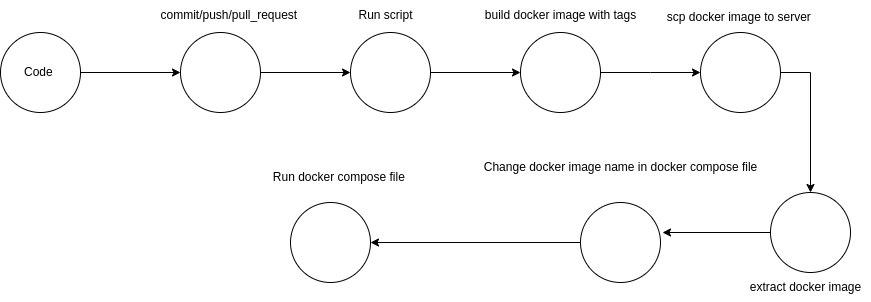 commit/push/pull_request
Run script
build docker image with tags
scp docker image to server
Code
Change docker image name in docker compose file
Run docker compose file
extract docker image